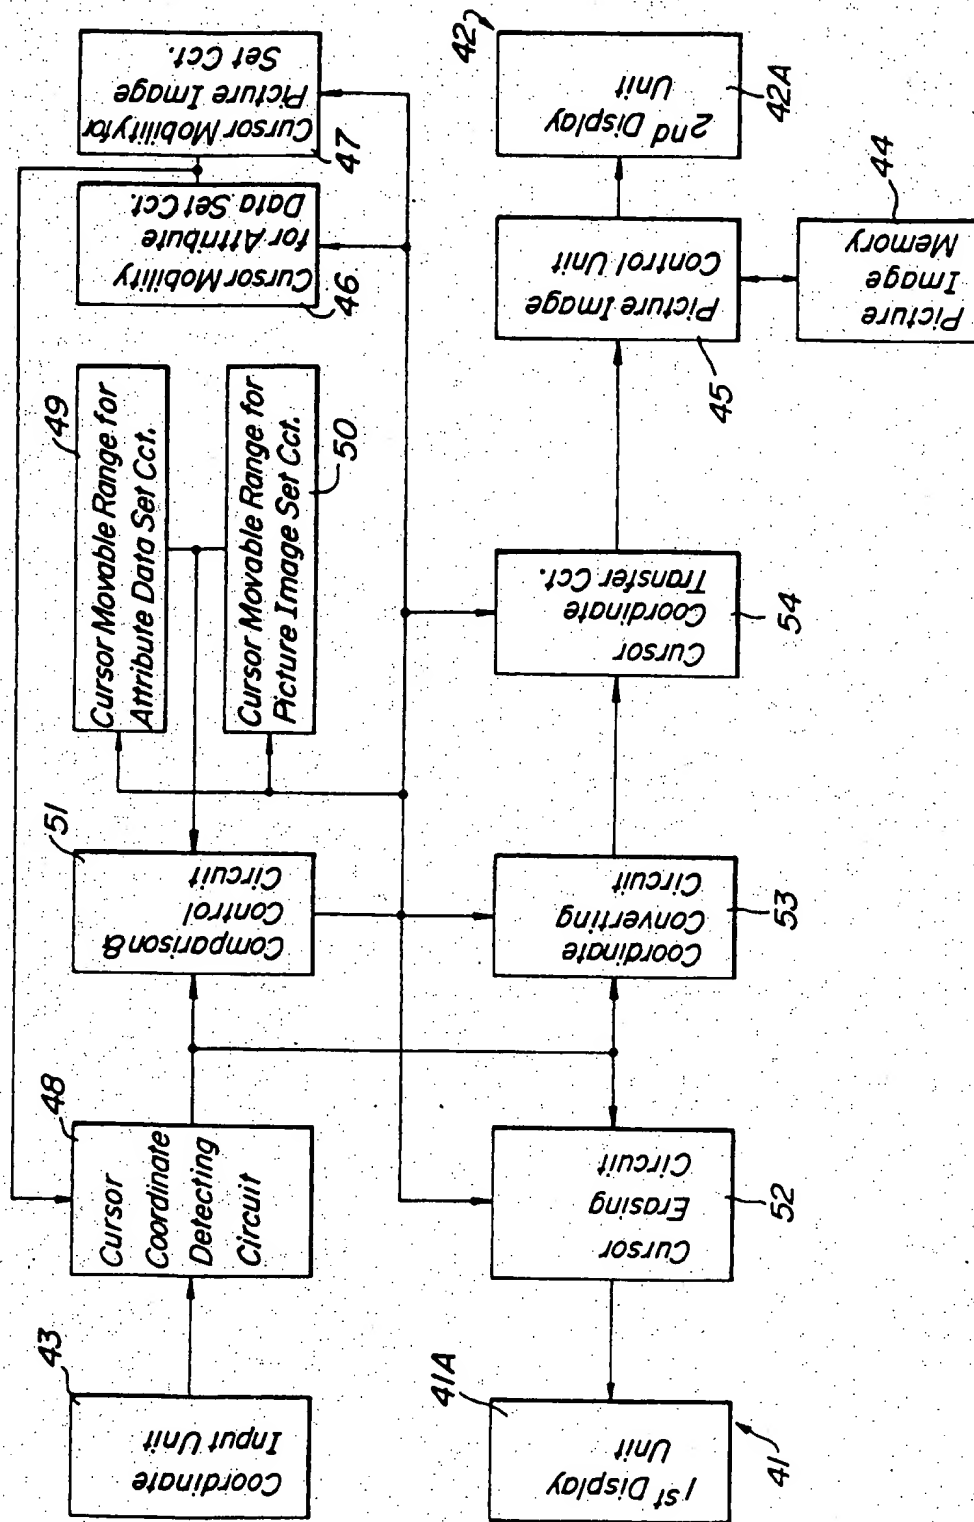 43
Coordinate
Input Unit
48
Cursor
Coordinate
Detecting
Circuit
51
Comparison &
Control
Circuit
49
Cursor Movable Range for
Attribute Data Set Cct.
50
Cursor Movable Range for
Picture Image Set Cct.
46
Cursor Mobility
for Attribute
Data Set Cct.
47
Cursor Mobility for
Picture Image
Set Cct.
41
41A
1st Display
Unit
52
Cursor
Erasing
Circuit
53
Coordinate
Converting
Circuit
54
Cursor
Coordinate
Transfer Cct.
45
Picture Image
Control Unit
42
42A
2nd Display
Unit
44
Picture
Image
Memory